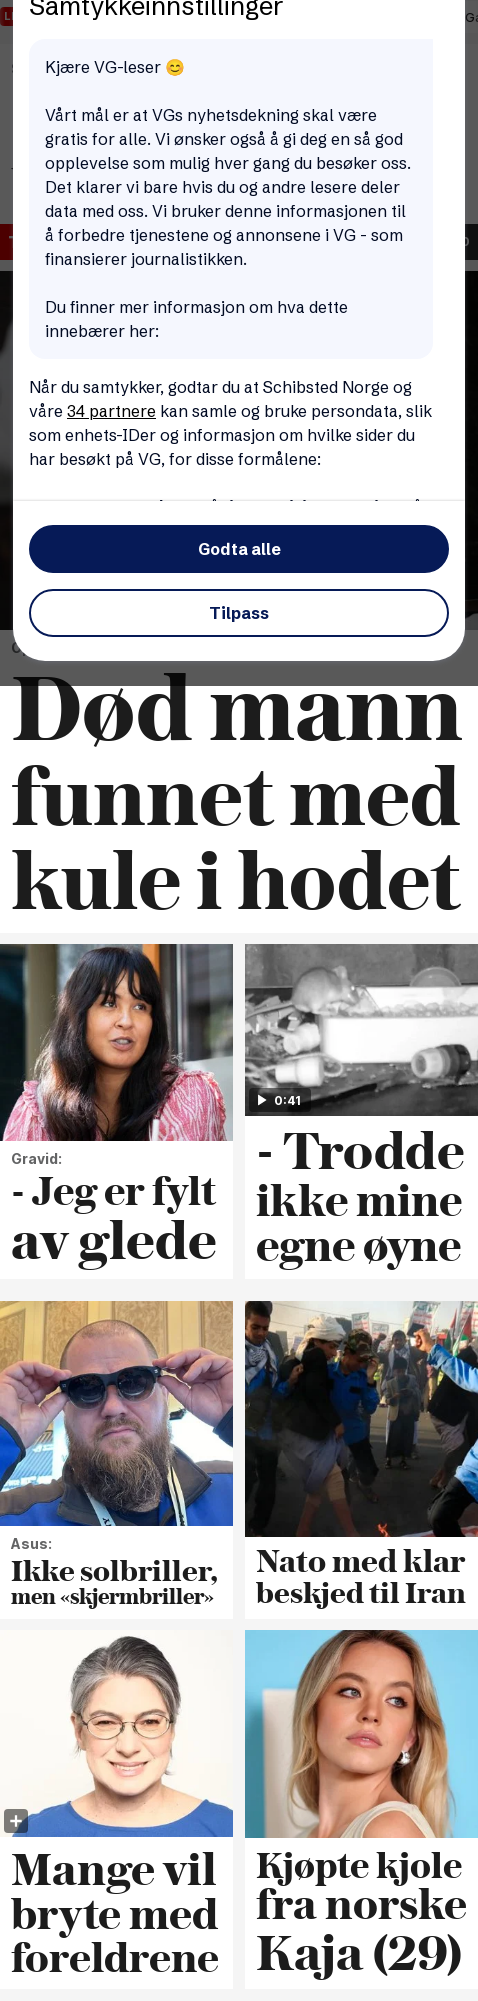 Samtykkeinnstillinger
Kjære VG-leser 😊
Vårt mål er at VGs nyhetsdekning skal være
gratis for alle. Vi ønsker også å gi deg en så god
opplevelse som mulig hver gang du besøker oss.
Det klarer vi bare hvis du og andre lesere deler
data med oss. Vi bruker denne informasjonen til
å forbedre tjenestene og annonsene i VG - som
finansierer journalistikken.
Du finner mer informasjon om hva dette
innebærer her:
Når du samtykker, godtar du at Schibsted Norge og
våre 34 partnere kan samle og bruke persondata, slik
som enhets-IDer og informasjon om hvilke sider du
har besøkt på VG, for disse formålene:
Godta alle
Tilpass
Død mann
funnet med
kule i hodet
0:41
Gravid:
- Jeg er fylt
av glede
- Trodde
ikke mine
egne øyne
Asus:
Ikke solbriller,
men «skjermbriller»
Nato med klar
beskjed til Iran
Mange vil
bryte med
foreldrene
Kjøpte kjole
fra norske
Kaja (29)